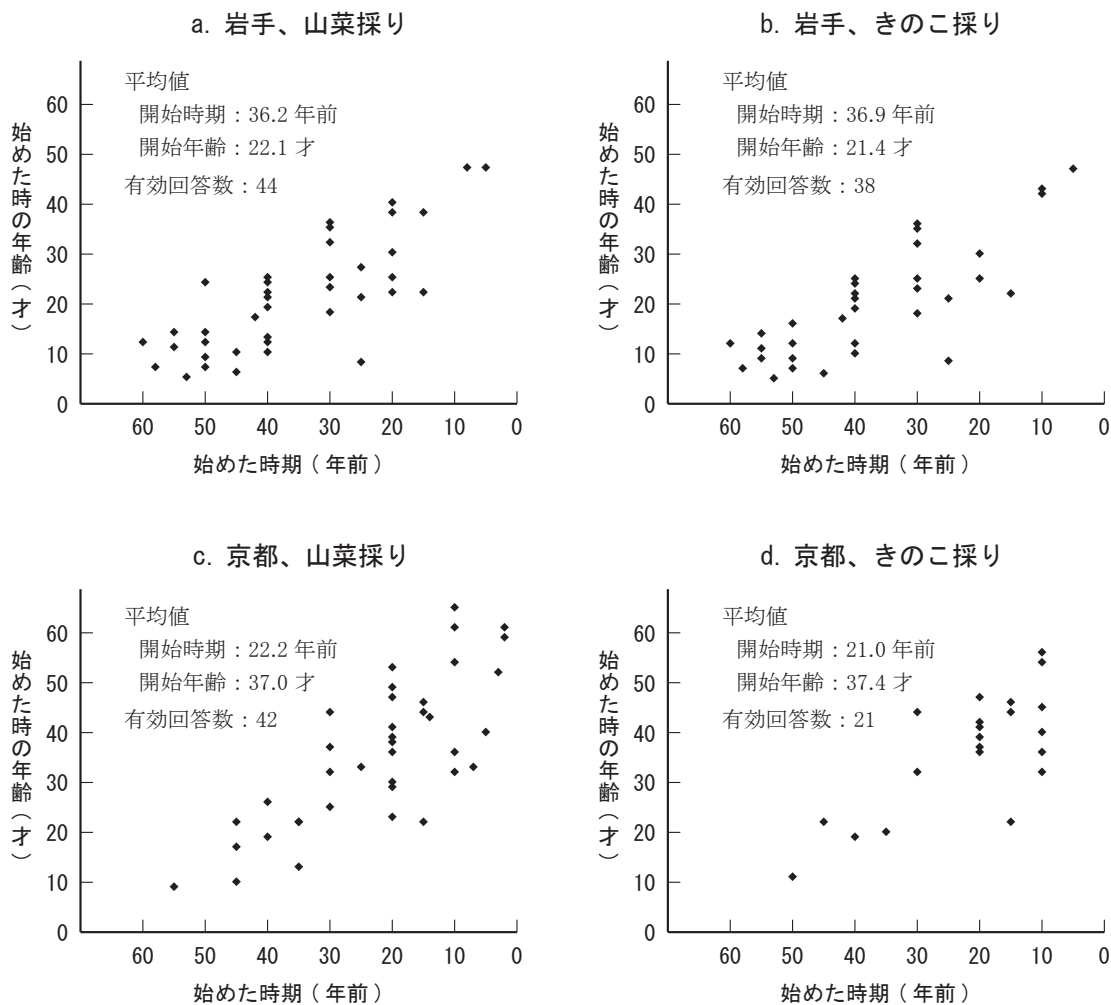 a. 岩手、山菜採り
平均値
開始時期：36.2 年前
開始年齢：22.1 才
有効回答数：44
始めた時の年齢（才）
60
50
40
30
20
10
0
60 50 40 30 20 10 0
始めた時期（年前）
b. 岩手、きのこ採り
平均値
開始時期：36.9 年前
開始年齢：21.4 才
有効回答数：38
始めた時の年齢（才）
60
50
40
30
20
10
0
60 50 40 30 20 10 0
始めた時期（年前）
c. 京都、山菜採り
平均値
開始時期：22.2 年前
開始年齢：37.0 才
有効回答数：42
始めた時の年齢（才）
60
50
40
30
20
10
0
60 50 40 30 20 10 0
始めた時期（年前）
d. 京都、きのこ採り
平均値
開始時期：21.0 年前
開始年齢：37.4 才
有効回答数：21
始めた時の年齢（才）
60
50
40
30
20
10
0
60 50 40 30 20 10 0
始めた時期（年前）